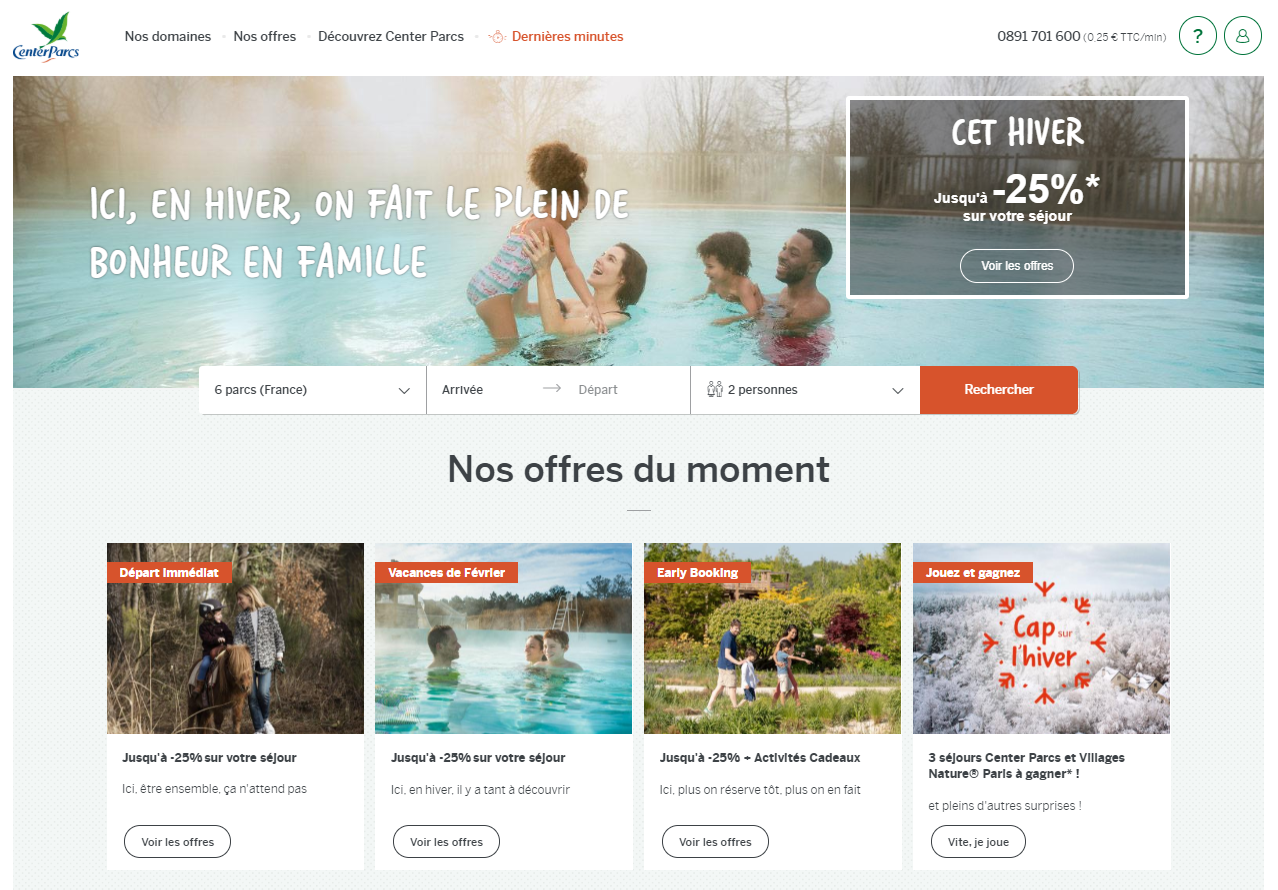 Center Parcs
Nos domaines
Nos offres
Découvrez Center Parcs
Dernières minutes
0891 701 600 (0,25 € TTC/min)
?
ICI, EN HIVER, ON FAIT LE PLEIN DE
BONHEUR EN FAMILLE
CET HIVER
Jusqu'à -25%*
sur votre séjour
Voir les offres
6 parcs (France)
Arrivée
Départ
2 personnes
Rechercher
Nos offres du moment
Départ immédiat
Jusqu'à -25% sur votre séjour
Ici, être ensemble, ça n'attend pas
Voir les offres
Vacances de Février
Jusqu'à -25% sur votre séjour
Ici, en hiver, il y a tant à découvrir
Voir les offres
Early Booking
Jusqu'à -25% + Activités Cadeaux
Ici, plus on réserve tôt, plus on en fait
Voir les offres
Jouez et gagnez
Cap sur
l'hiver
3 séjours Center Parcs et Villages
Nature® Paris à gagner* !
et pleins d'autres surprises !
Vite, je joue